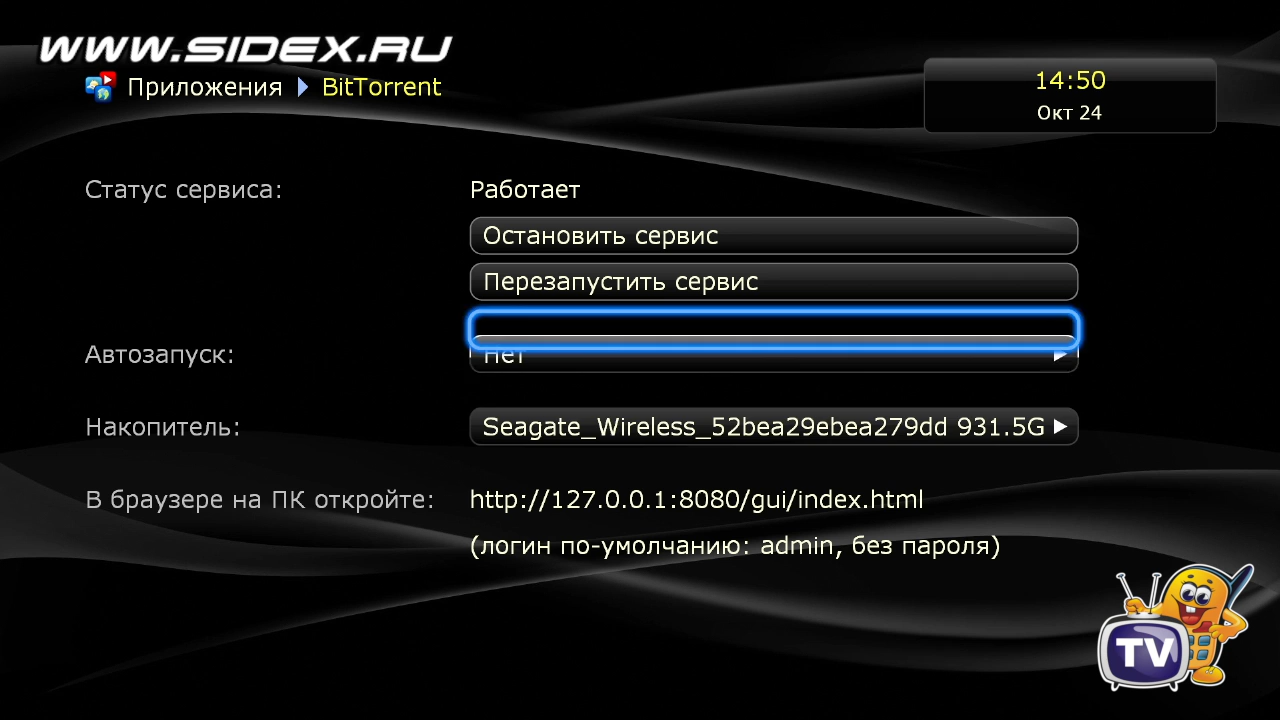 WWW.SIDEX.RU
Приложения BitTorrent
14:50
Окт 24
Статус сервиса: Работает
Остановить сервис
Перезапустить сервис
Автозапуск: Нет
Накопитель: Seagate_Wireless_52bea29ebea279dd 931.5G
В браузере на ПК откройте: http://127.0.0.1:8080/gui/index.html
(логин по-умолчанию: admin, без пароля)
TV